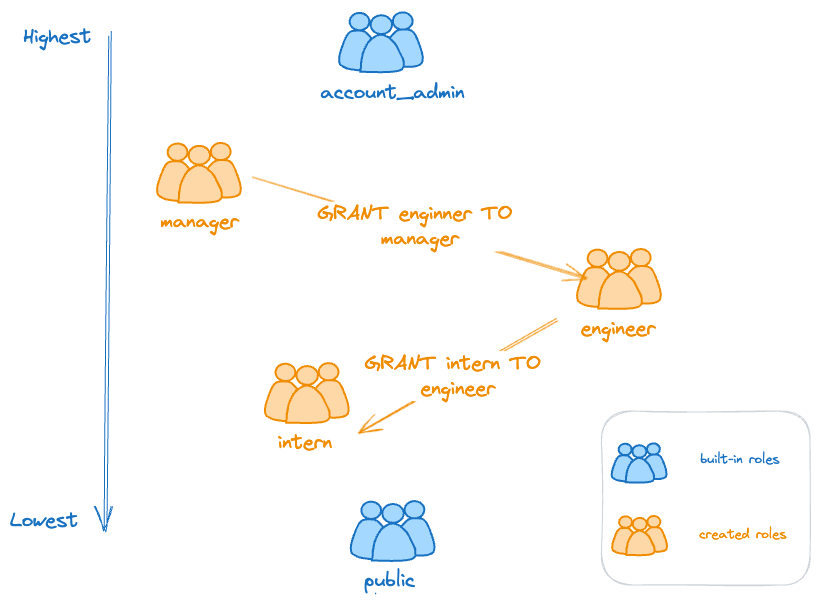 Highest
account_admin
manager
GRANT enginner TO
manager
engineer
GRANT intern TO
engineer
intern
built-in roles
Lowest
created roles
public